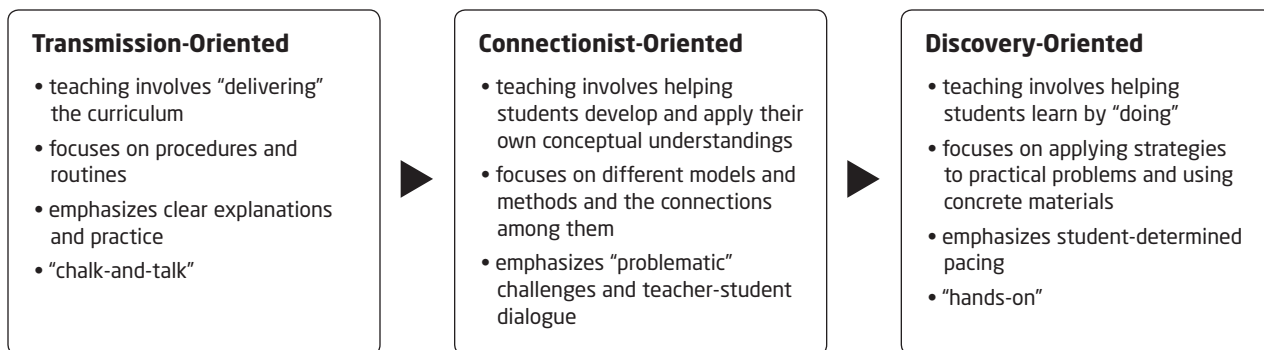 Transmission-Oriented
• teaching involves “delivering”
the curriculum
• focuses on procedures and
routines
• emphasizes clear explanations
and practice
• “chalk-and-talk”
Connectionist-Oriented
• teaching involves helping
students develop and apply their
own conceptual understandings
• focuses on different models and
methods and the connections
among them
• emphasizes “problematic”
challenges and teacher-student
dialogue
Discovery-Oriented
• teaching involves helping
students learn by “doing”
• focuses on applying strategies
to practical problems and using
concrete materials
• emphasizes student-determined
pacing
• “hands-on”